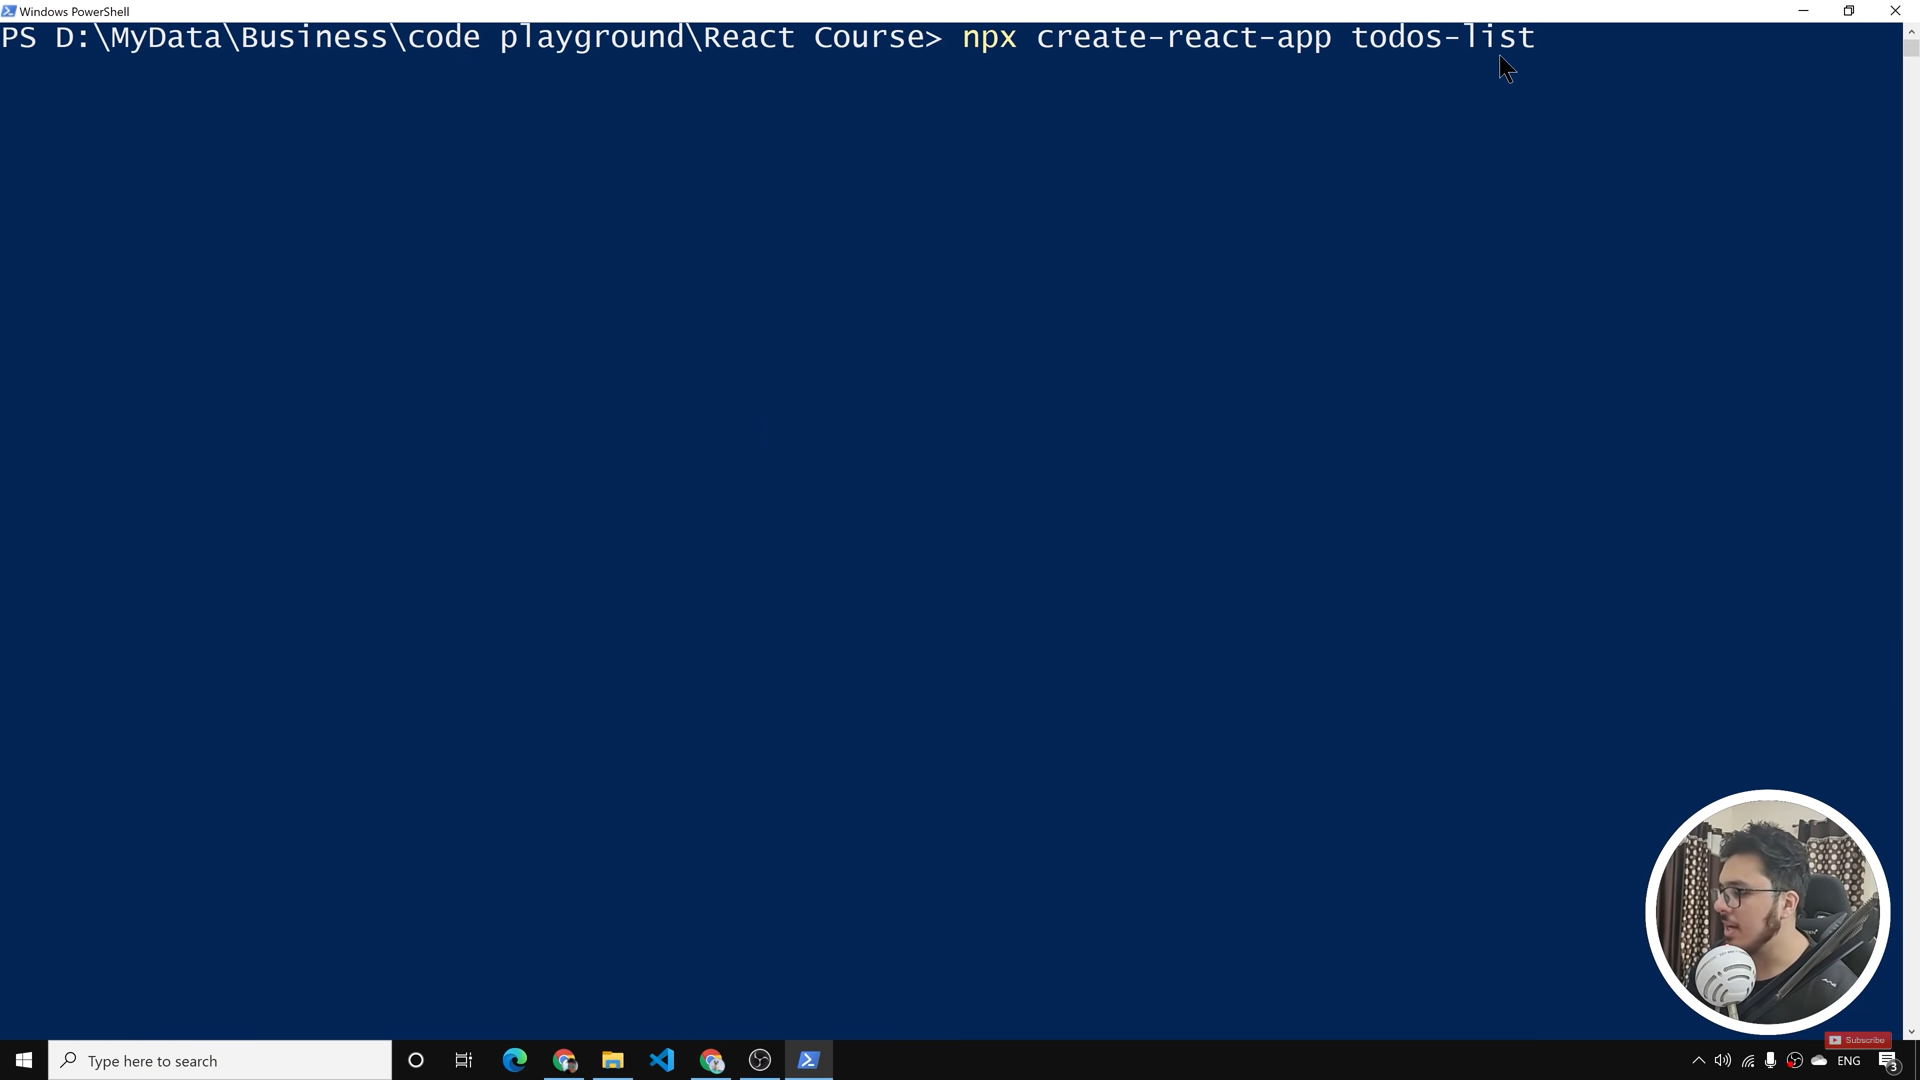 Windows PowerShell
PS D:\MyData\Business\code playground\React Course> npx create-react-app todos-list
Subscribe
Type here to search
ENG
3